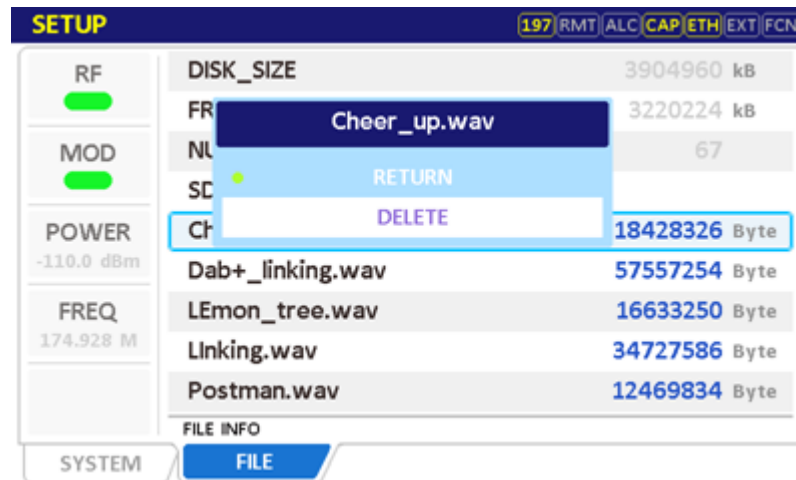 SETUP 197 RMT ALC CAP ETH EXT FCN
RF
MOD
POWER
-110.0 dBm
FREQ
174.928 M
DISK_SIZE 3904960 kB
FR 3220224 kB
NU 67
SD
Ch 18428326 Byte
Cheer_up.wav
RETURN
DELETE
Dab+_linking.wav 57557254 Byte
LEmon_tree.wav 16633250 Byte
LInking.wav 34727586 Byte
Postman.wav 12469834 Byte
FILE INFO
SYSTEM FILE